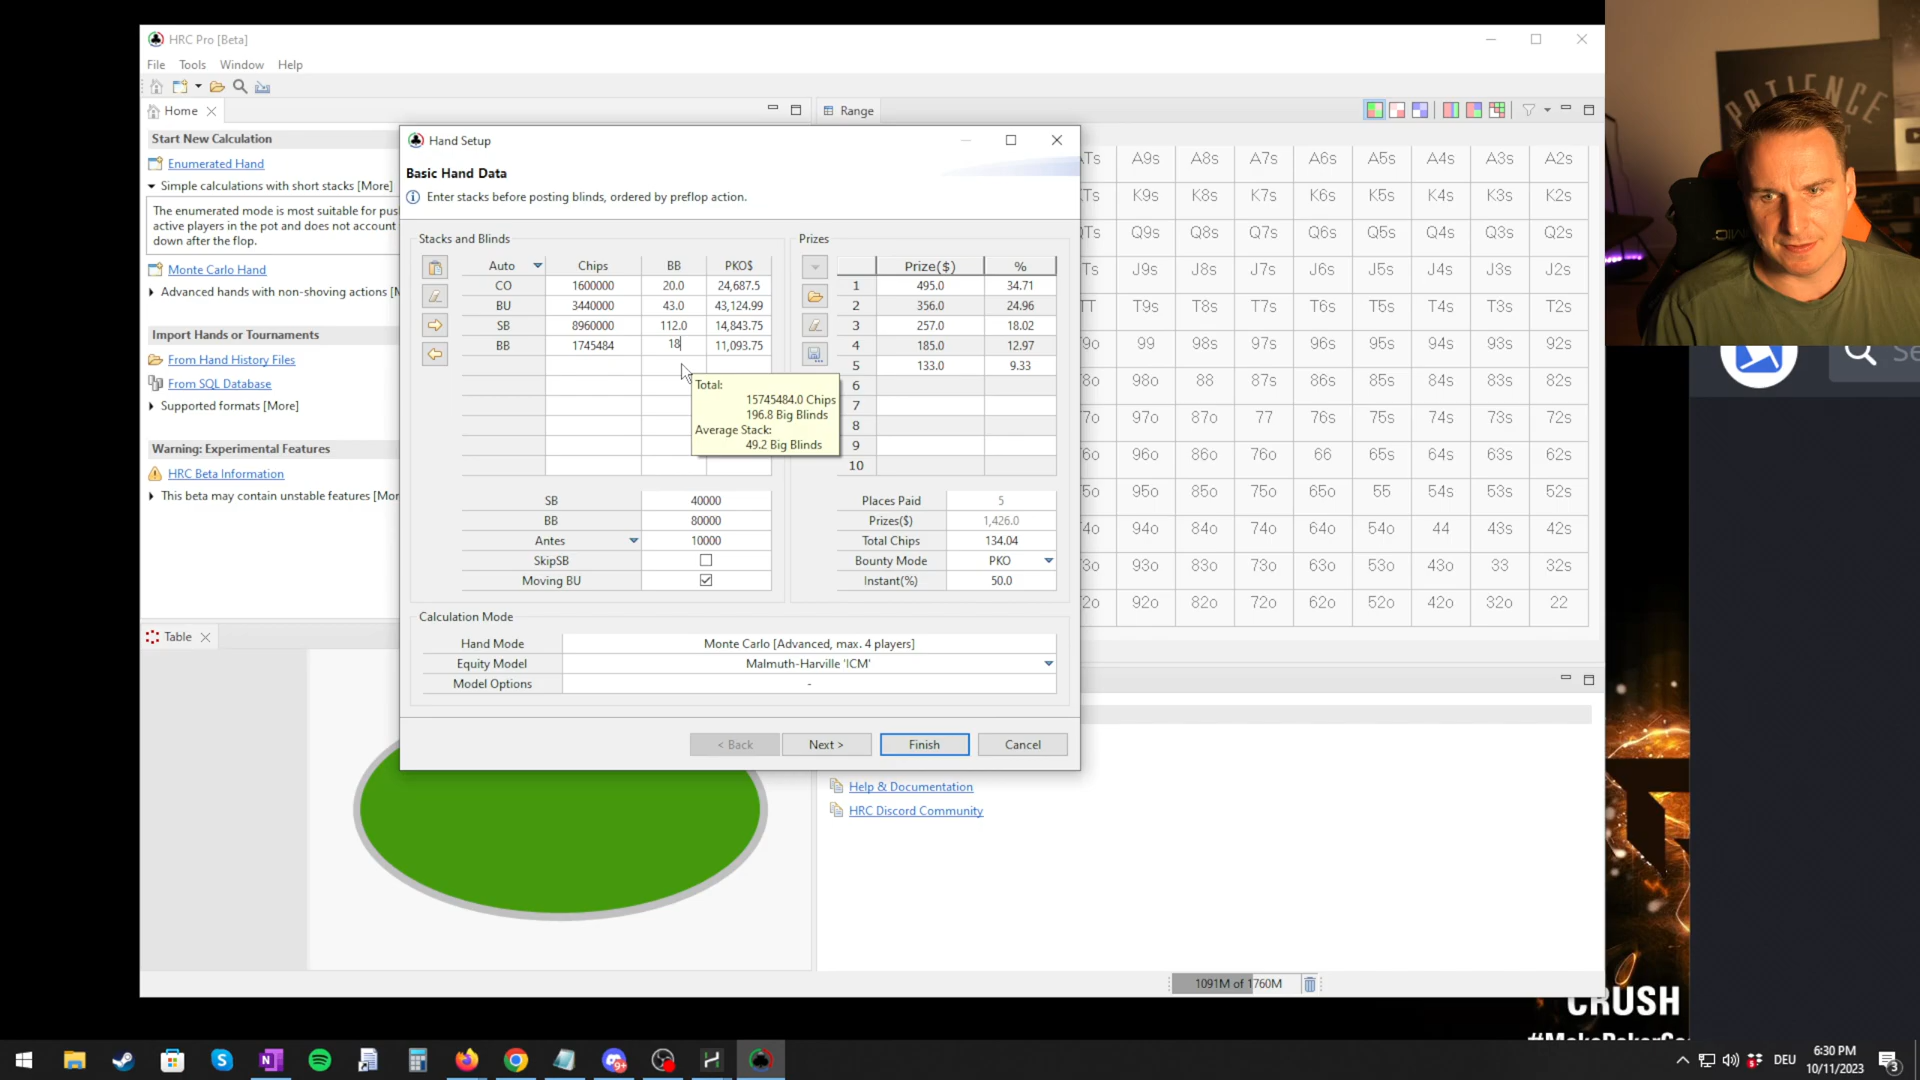 HRC Pro [Beta]
File Tools Window Help
Home
Range
Start New Calculation
Enumerated Hand
Simple calculations with short stacks [More]
The enumerated mode is most suitable for pus
active players in the pot and does not account
down after the flop.
Monte Carlo Hand
Advanced hands with non-shoving actions [
Import Hands or Tournaments
From Hand History Files
From SQL Database
Supported formats [More]
Warning: Experimental Features
HRC Beta Information
This beta may contain unstable features [Mor
Table
Hand Setup
Basic Hand Data
Enter stacks before posting blinds, ordered by preflop action.
Stacks and Blinds
Auto Chips BB PKO$
CO 1600000 20.0 24,687.5
BU 3440000 43.0 43,124.99
SB 8960000 112.0 14,843.75
BB 1745484 18 11,093.75
Total:
15745484.0 Chips
196.8 Big Blinds
Average Stack:
49.2 Big Blinds
SB 40000
BB 80000
Antes 10000
SkipSB
Moving BU
Prizes
Prize($) %
1 495.0 34.71
2 356.0 24.96
3 257.0 18.02
4 185.0 12.97
5 133.0 9.33
6
7
8
9
10
Places Paid 5
Prizes($) 1,426.0
Total Chips 134.04
Bounty Mode PKO
Instant(%) 50.0
Calculation Mode
Hand Mode Monte Carlo [Advanced, max. 4 players]
Equity Model Malmuth-Harville 'ICM'
Model Options -
< Back Next > Finish Cancel
Ts A9s A8s A7s A6s A5s A4s A3s A2s
Ts K9s K8s K7s K6s K5s K4s K3s K2s
Ts Q9s Q8s Q7s Q6s Q5s Q4s Q3s Q2s
Ts J9s J8s J7s J6s J5s J4s J3s J2s
TT T9s T8s T7s T6s T5s T4s T3s T2s
9o 99 98s 97s 96s 95s 94s 93s 92s
8o 98o 88 87s 86s 85s 84s 83s 82s
7o 97o 87o 77 76s 75s 74s 73s 72s
6o 96o 86o 76o 66 65s 64s 63s 62s
5o 95o 85o 75o 65o 55 54s 53s 52s
4o 94o 84o 74o 64o 54o 44 43s 42s
3o 93o 83o 73o 63o 53o 43o 33 32s
2o 92o 82o 72o 62o 52o 42o 32o 22
Help & Documentation
HRC Discord Community
1091M of 1760M
PATIENCE
Se
CRUSH
DEU
6:30 PM
10/11/2023
3